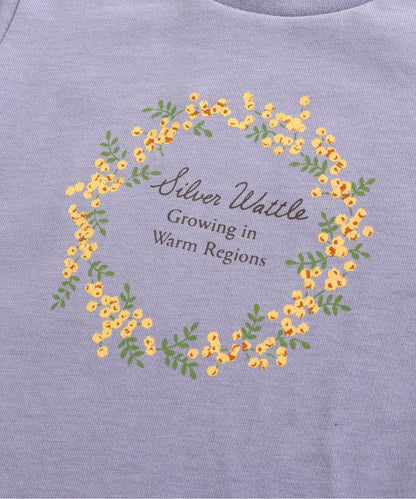 Silver Wattle
Growing in
Warm Regions